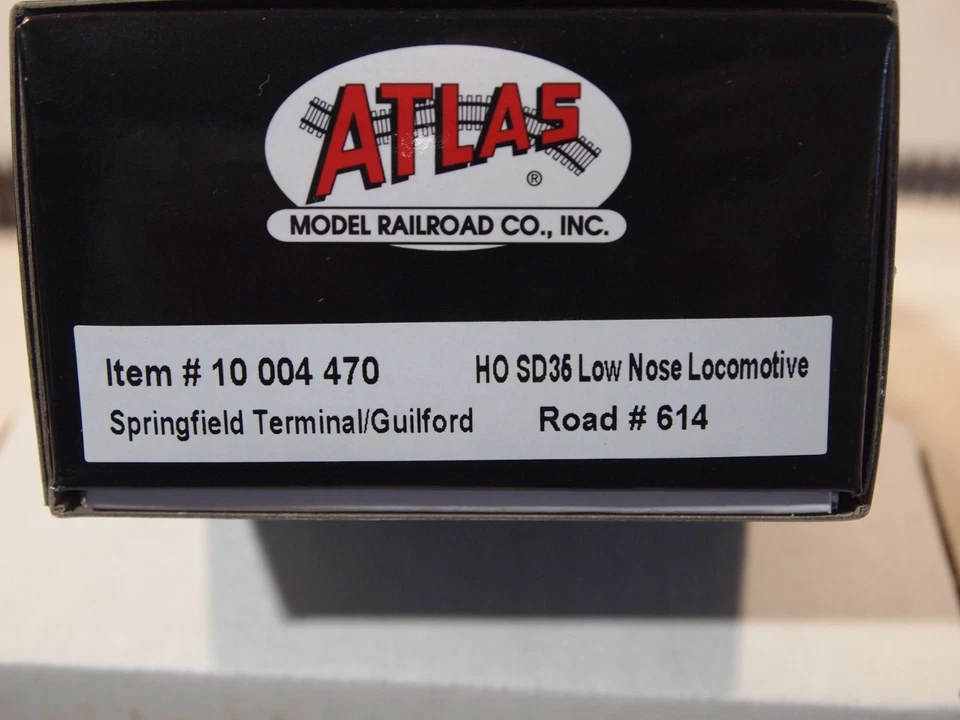 ATLAS
®
MODEL RAILROAD CO., INC.
Item # 10 004 470 HO SD35 Low Nose Locomotive
Springfield Terminal/Guilford Road # 614